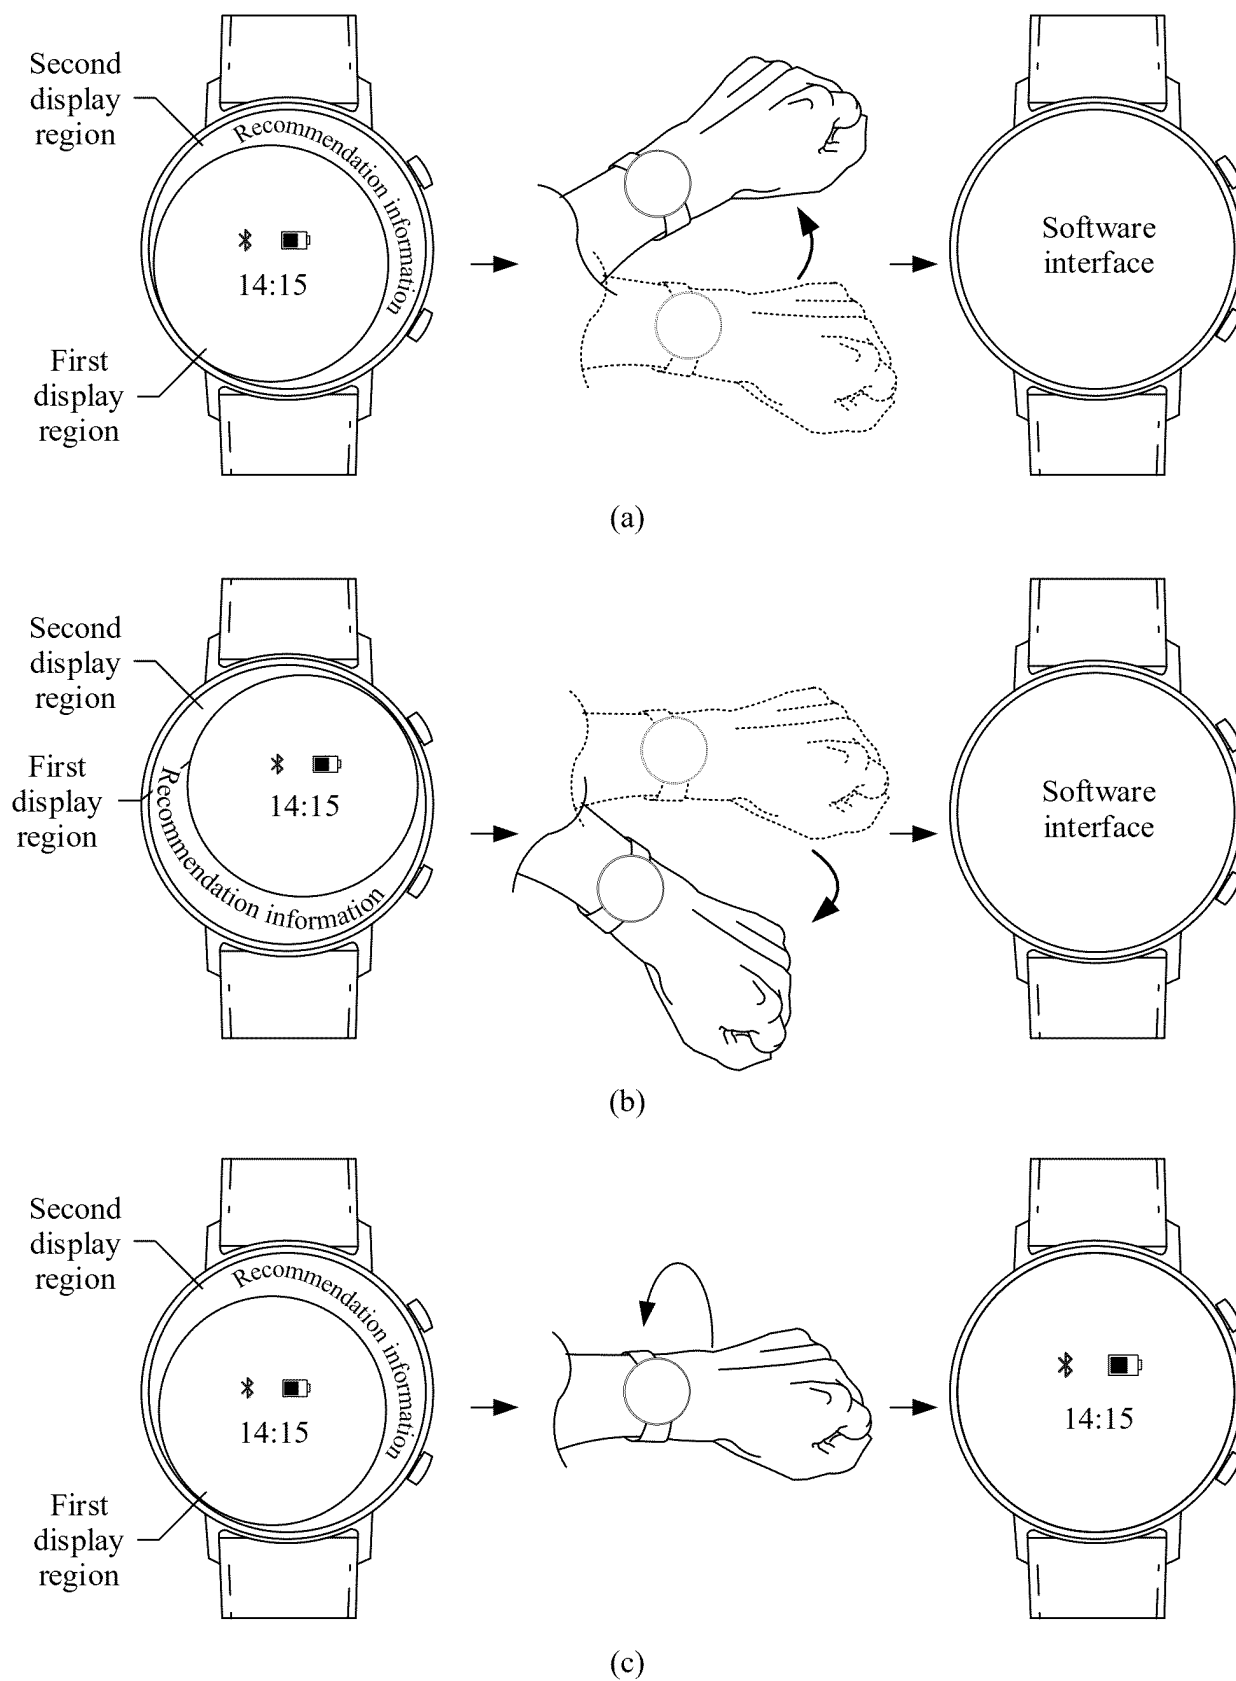 Second
display
region
Recommendation information
14:15
First
display
region
Software
interface
(a)
Second
display
region
First
display
region
Recommendation information
14:15
Software
interface
(b)
Second
display
region
Recommendation information
14:15
First
display
region
14:15
(c)